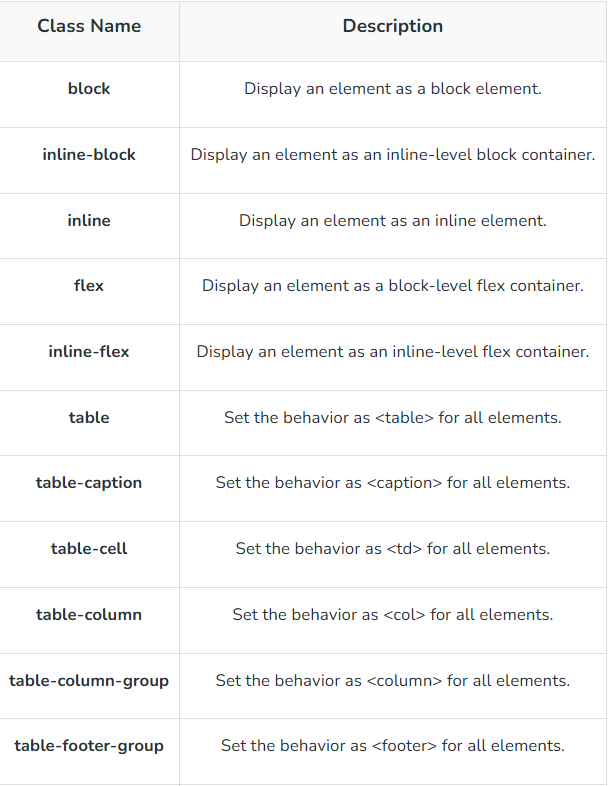 Class Name Description
block Display an element as a block element.
inline-block Display an element as an inline-level block container.
inline Display an element as an inline element.
flex Display an element as a block-level flex container.
inline-flex Display an element as an inline-level flex container.
table Set the behavior as <table> for all elements.
table-caption Set the behavior as <caption> for all elements.
table-cell Set the behavior as <td> for all elements.
table-column Set the behavior as <col> for all elements.
table-column-group Set the behavior as <column> for all elements.
table-footer-group Set the behavior as <footer> for all elements.